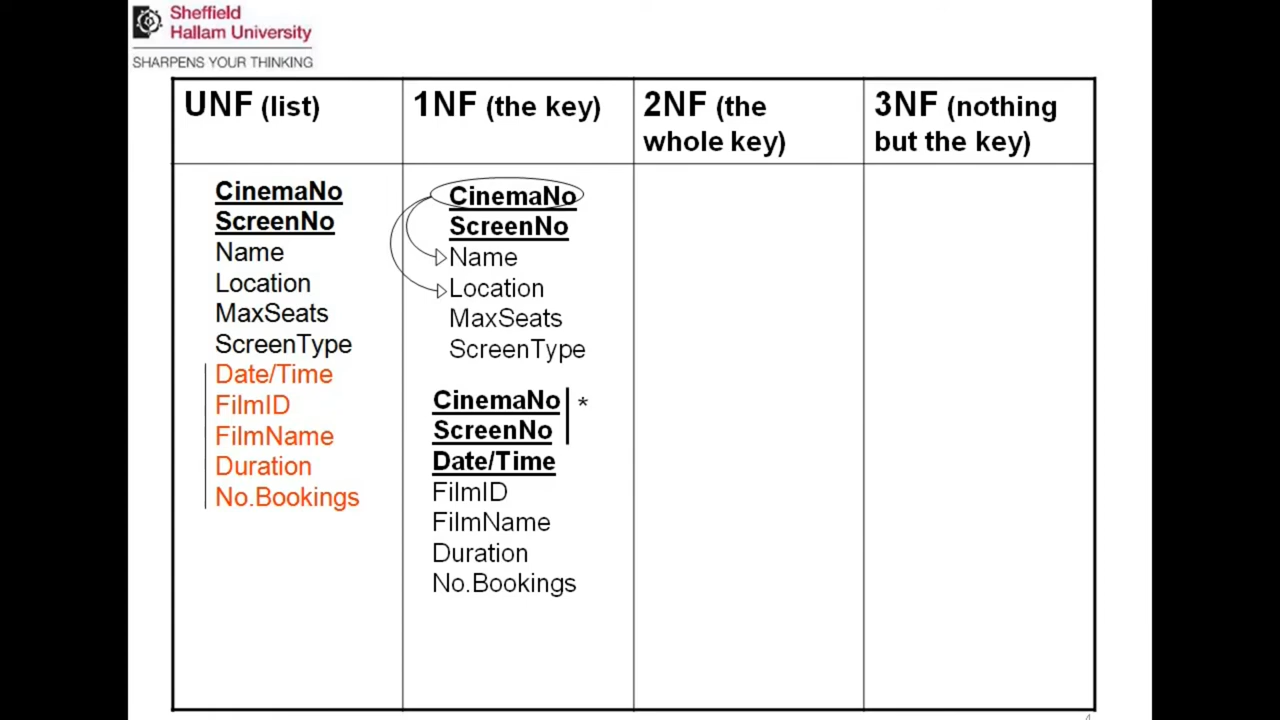 Sheffield
Hallam University
SHARPENS YOUR THINKING
UNF (list)
1NF (the key)
2NF (the
whole key)
3NF (nothing
but the key)
CinemaNo
ScreenNo
Name
Location
MaxSeats
ScreenType
Date/Time
FilmID
FilmName
Duration
No.Bookings
CinemaNo
ScreenNo
Name
Location
MaxSeats
ScreenType
CinemaNo *
ScreenNo
Date/Time
FilmID
FilmName
Duration
No.Bookings